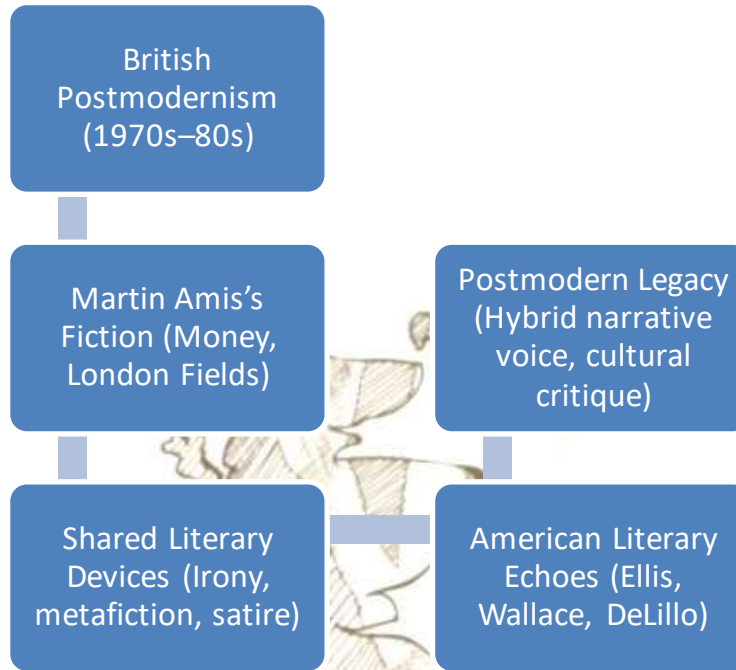 British
Postmodernism
(1970s–80s)
Martin Amis’s
Fiction (Money,
London Fields)
Shared Literary
Devices (Irony,
metafiction, satire)
American Literary
Echoes (Ellis,
Wallace, DeLillo)
Postmodern Legacy
(Hybrid narrative
voice, cultural
critique)